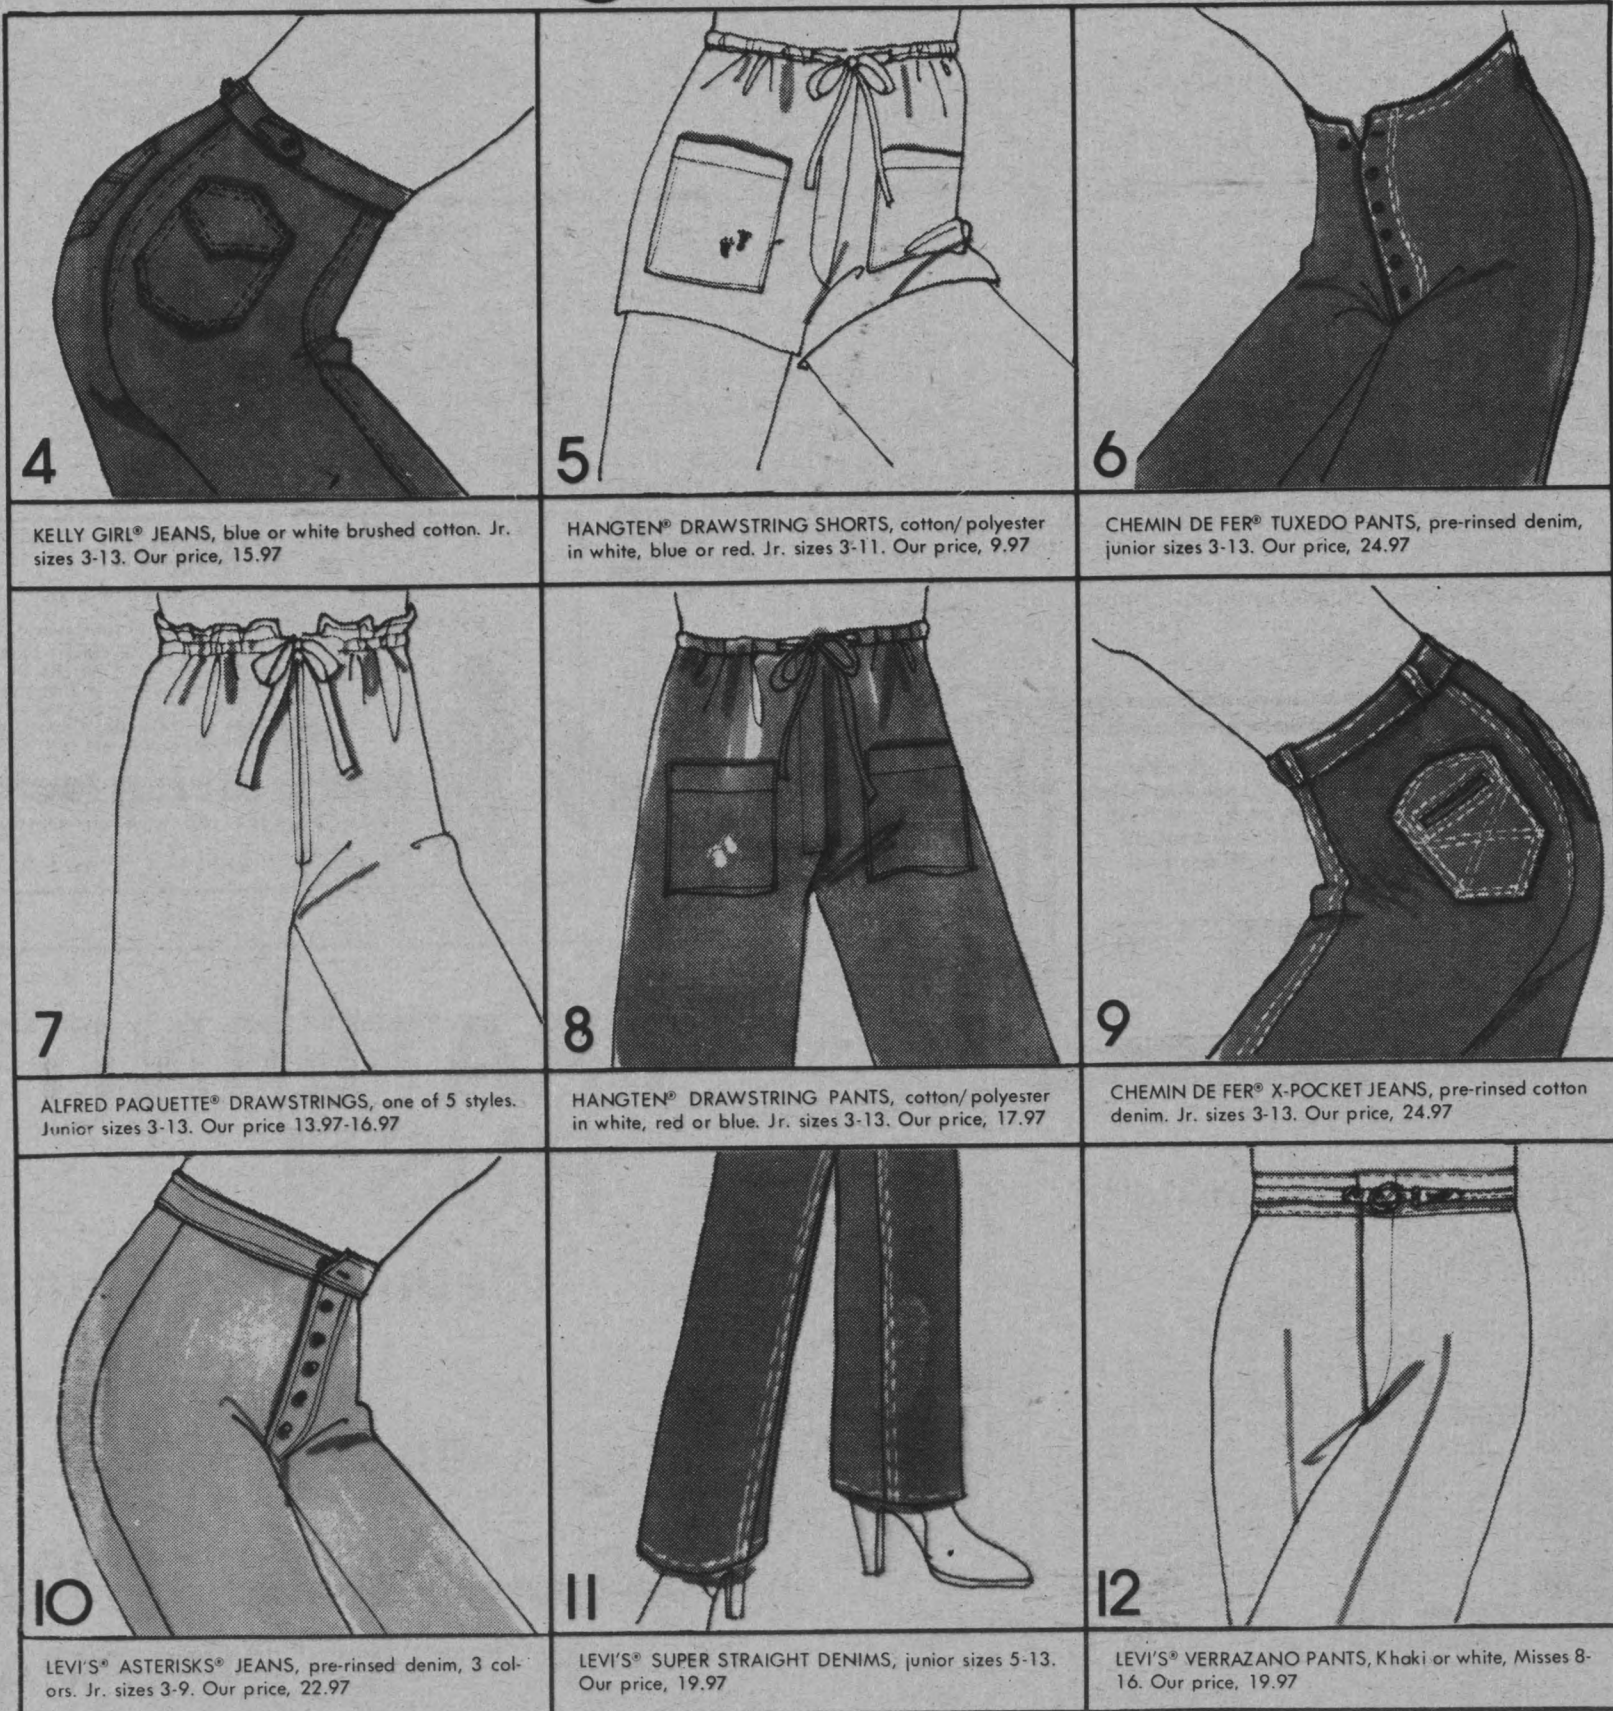 4
KELLY GIRL® JEANS, blue or white brushed cotton. Jr.
sizes 3-13. Our price, 15.97
5
HANGTEN® DRAWSTRING SHORTS, cotton/polyester
in white, blue or red. Jr. sizes 3-11. Our price, 9.97
6
CHEMIN DE FER® TUXEDO PANTS, pre-rinsed denim,
junior sizes 3-13. Our price, 24.97
7
ALFRED PAQUETTE® DRAWSTRINGS, one of 5 styles.
Junior sizes 3-13. Our price 13.97-16.97
8
HANGTEN® DRAWSTRING PANTS, cotton/polyester
in white, red or blue. Jr. sizes 3-13. Our price, 17.97
9
CHEMIN DE FER® X-POCKET JEANS, pre-rinsed cotton
denim. Jr. sizes 3-13. Our price, 24.97
10
LEVI'S® ASTERISKS® JEANS, pre-rinsed denim, 3 col-
ors. Jr. sizes 3-9. Our price, 22.97
11
LEVI'S® SUPER STRAIGHT DENIMS, junior sizes 5-13.
Our price, 19.97
12
LEVI'S® VERRAZANO PANTS, Khaki or white, Misses 8-
16. Our price, 19.97